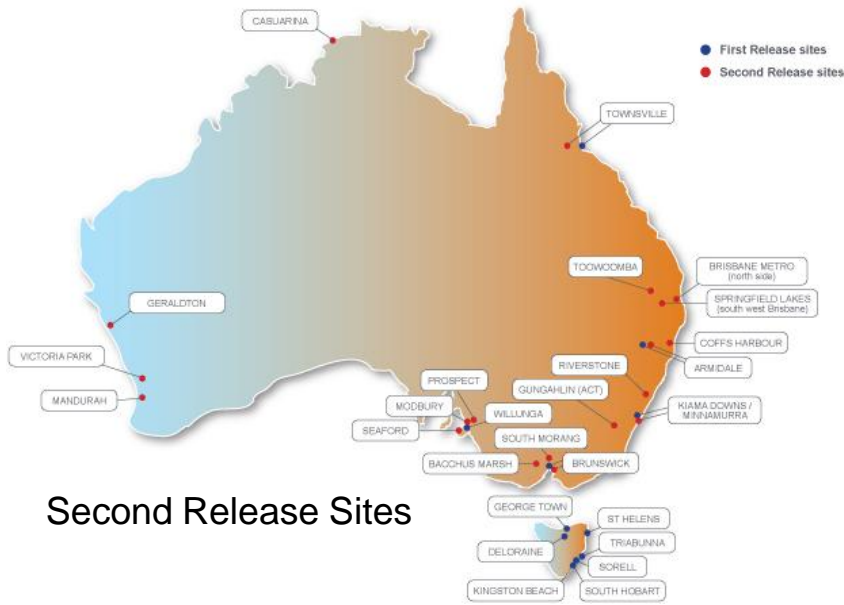 CASUARINA
First Release sites
Second Release sites
TOWNSVILLE
TOOWOOMBA
BRISBANE METRO
(north side)
SPRINGFIELD LAKES
(south west Brisbane)
GERALDTON
COFFS HARBOUR
VICTORIA PARK
RIVERSTONE
ARMIDALE
PROSPECT
GUNGAHLIN (ACT)
MANDURAH
MODBURY
WILLUNGA
KIAMA DOWNS /
MINNAMURRA
SEAFORD
SOUTH MORANG
BACCHUS MARSH
BRUNSWICK
Second Release Sites
GEORGE TOWN
ST HELENS
DELORAINE
TRIABUNNA
SORELL
KINGSTON BEACH
SOUTH HOBART